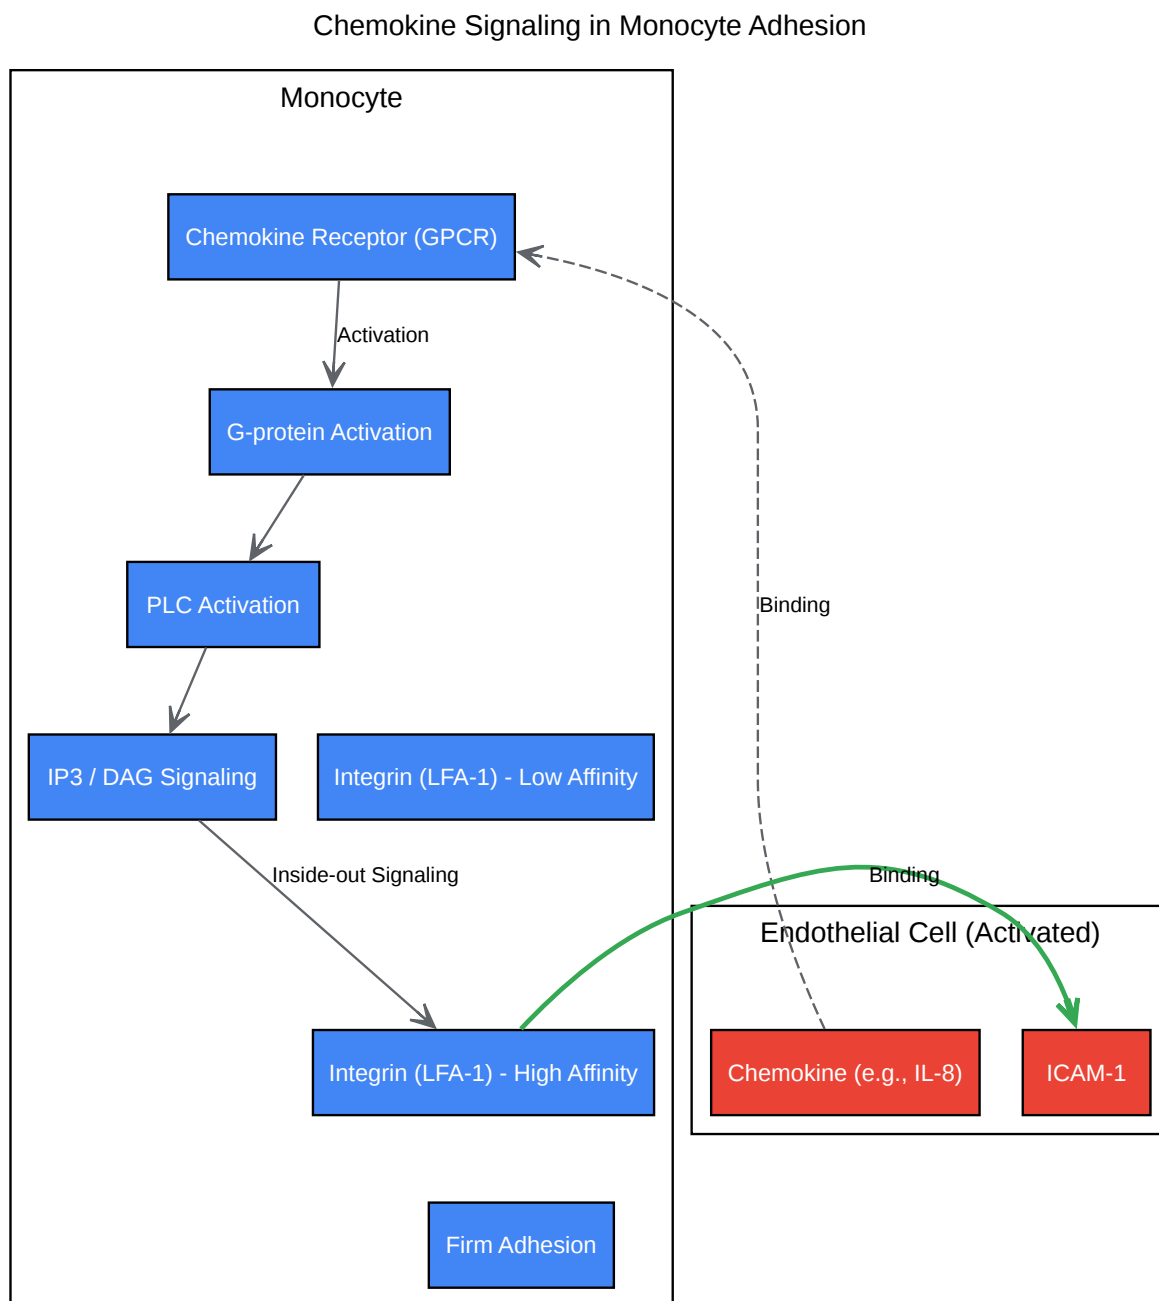 Chemokine Signaling in Monocyte Adhesion
Monocyte
Chemokine Receptor (GPCR)
Activation
G-protein Activation
PLC Activation
Binding
IP3 / DAG Signaling
Integrin (LFA-1) - Low Affinity
Inside-out Signaling
Binding
Endothelial Cell (Activated)
Integrin (LFA-1) - High Affinity
Chemokine (e.g., IL-8)
ICAM-1
Firm Adhesion